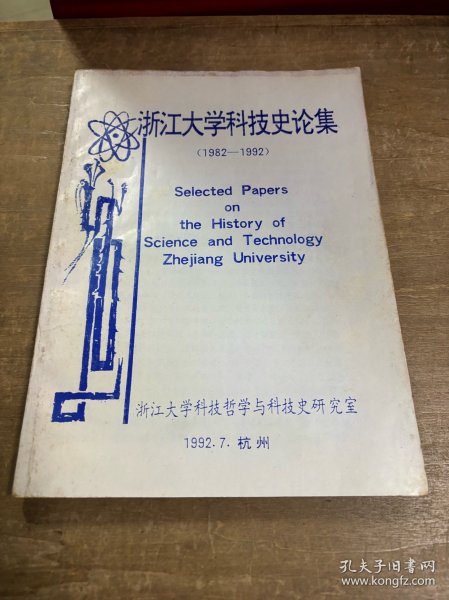 浙江大学科技史论集
(1982—1992)
Selected Papers
on
the History of
Science and Technology
Zhejiang University
浙江大学科技哲学与科技史研究室
1992.7. 杭州
孔夫子旧书网
www.kongfz.com